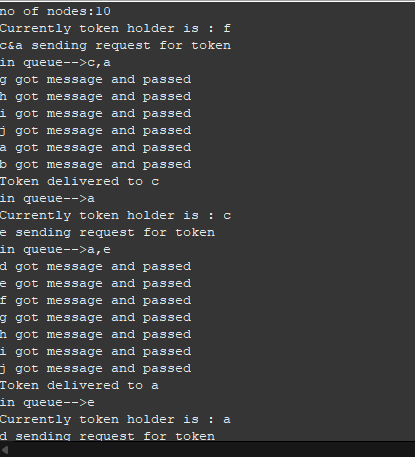 no of nodes:10
Currently token holder is : f
c&a sending request for token
in queue-->c,a
g got message and passed
h got message and passed
i got message and passed
j got message and passed
a got message and passed
b got message and passed
Token delivered to c
in queue-->a
Currently token holder is : c
e sending request for token
in queue-->a,e
d got message and passed
e got message and passed
f got message and passed
g got message and passed
h got message and passed
i got message and passed
j got message and passed
Token delivered to a
in queue-->e
Currently token holder is : a
d sending request for token